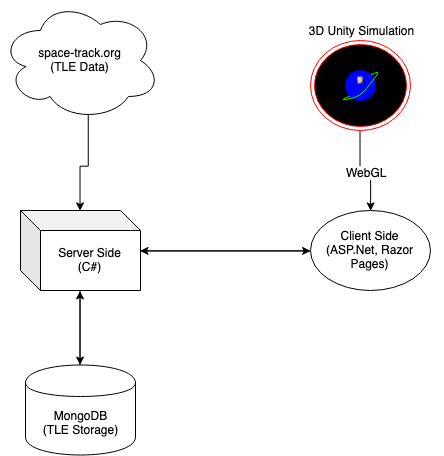 space-track.org
(TLE Data)
3D Unity Simulation
WebGL
Server Side
(C#)
Client Side
(ASP.Net, Razor
Pages)
MongoDB
(TLE Storage)